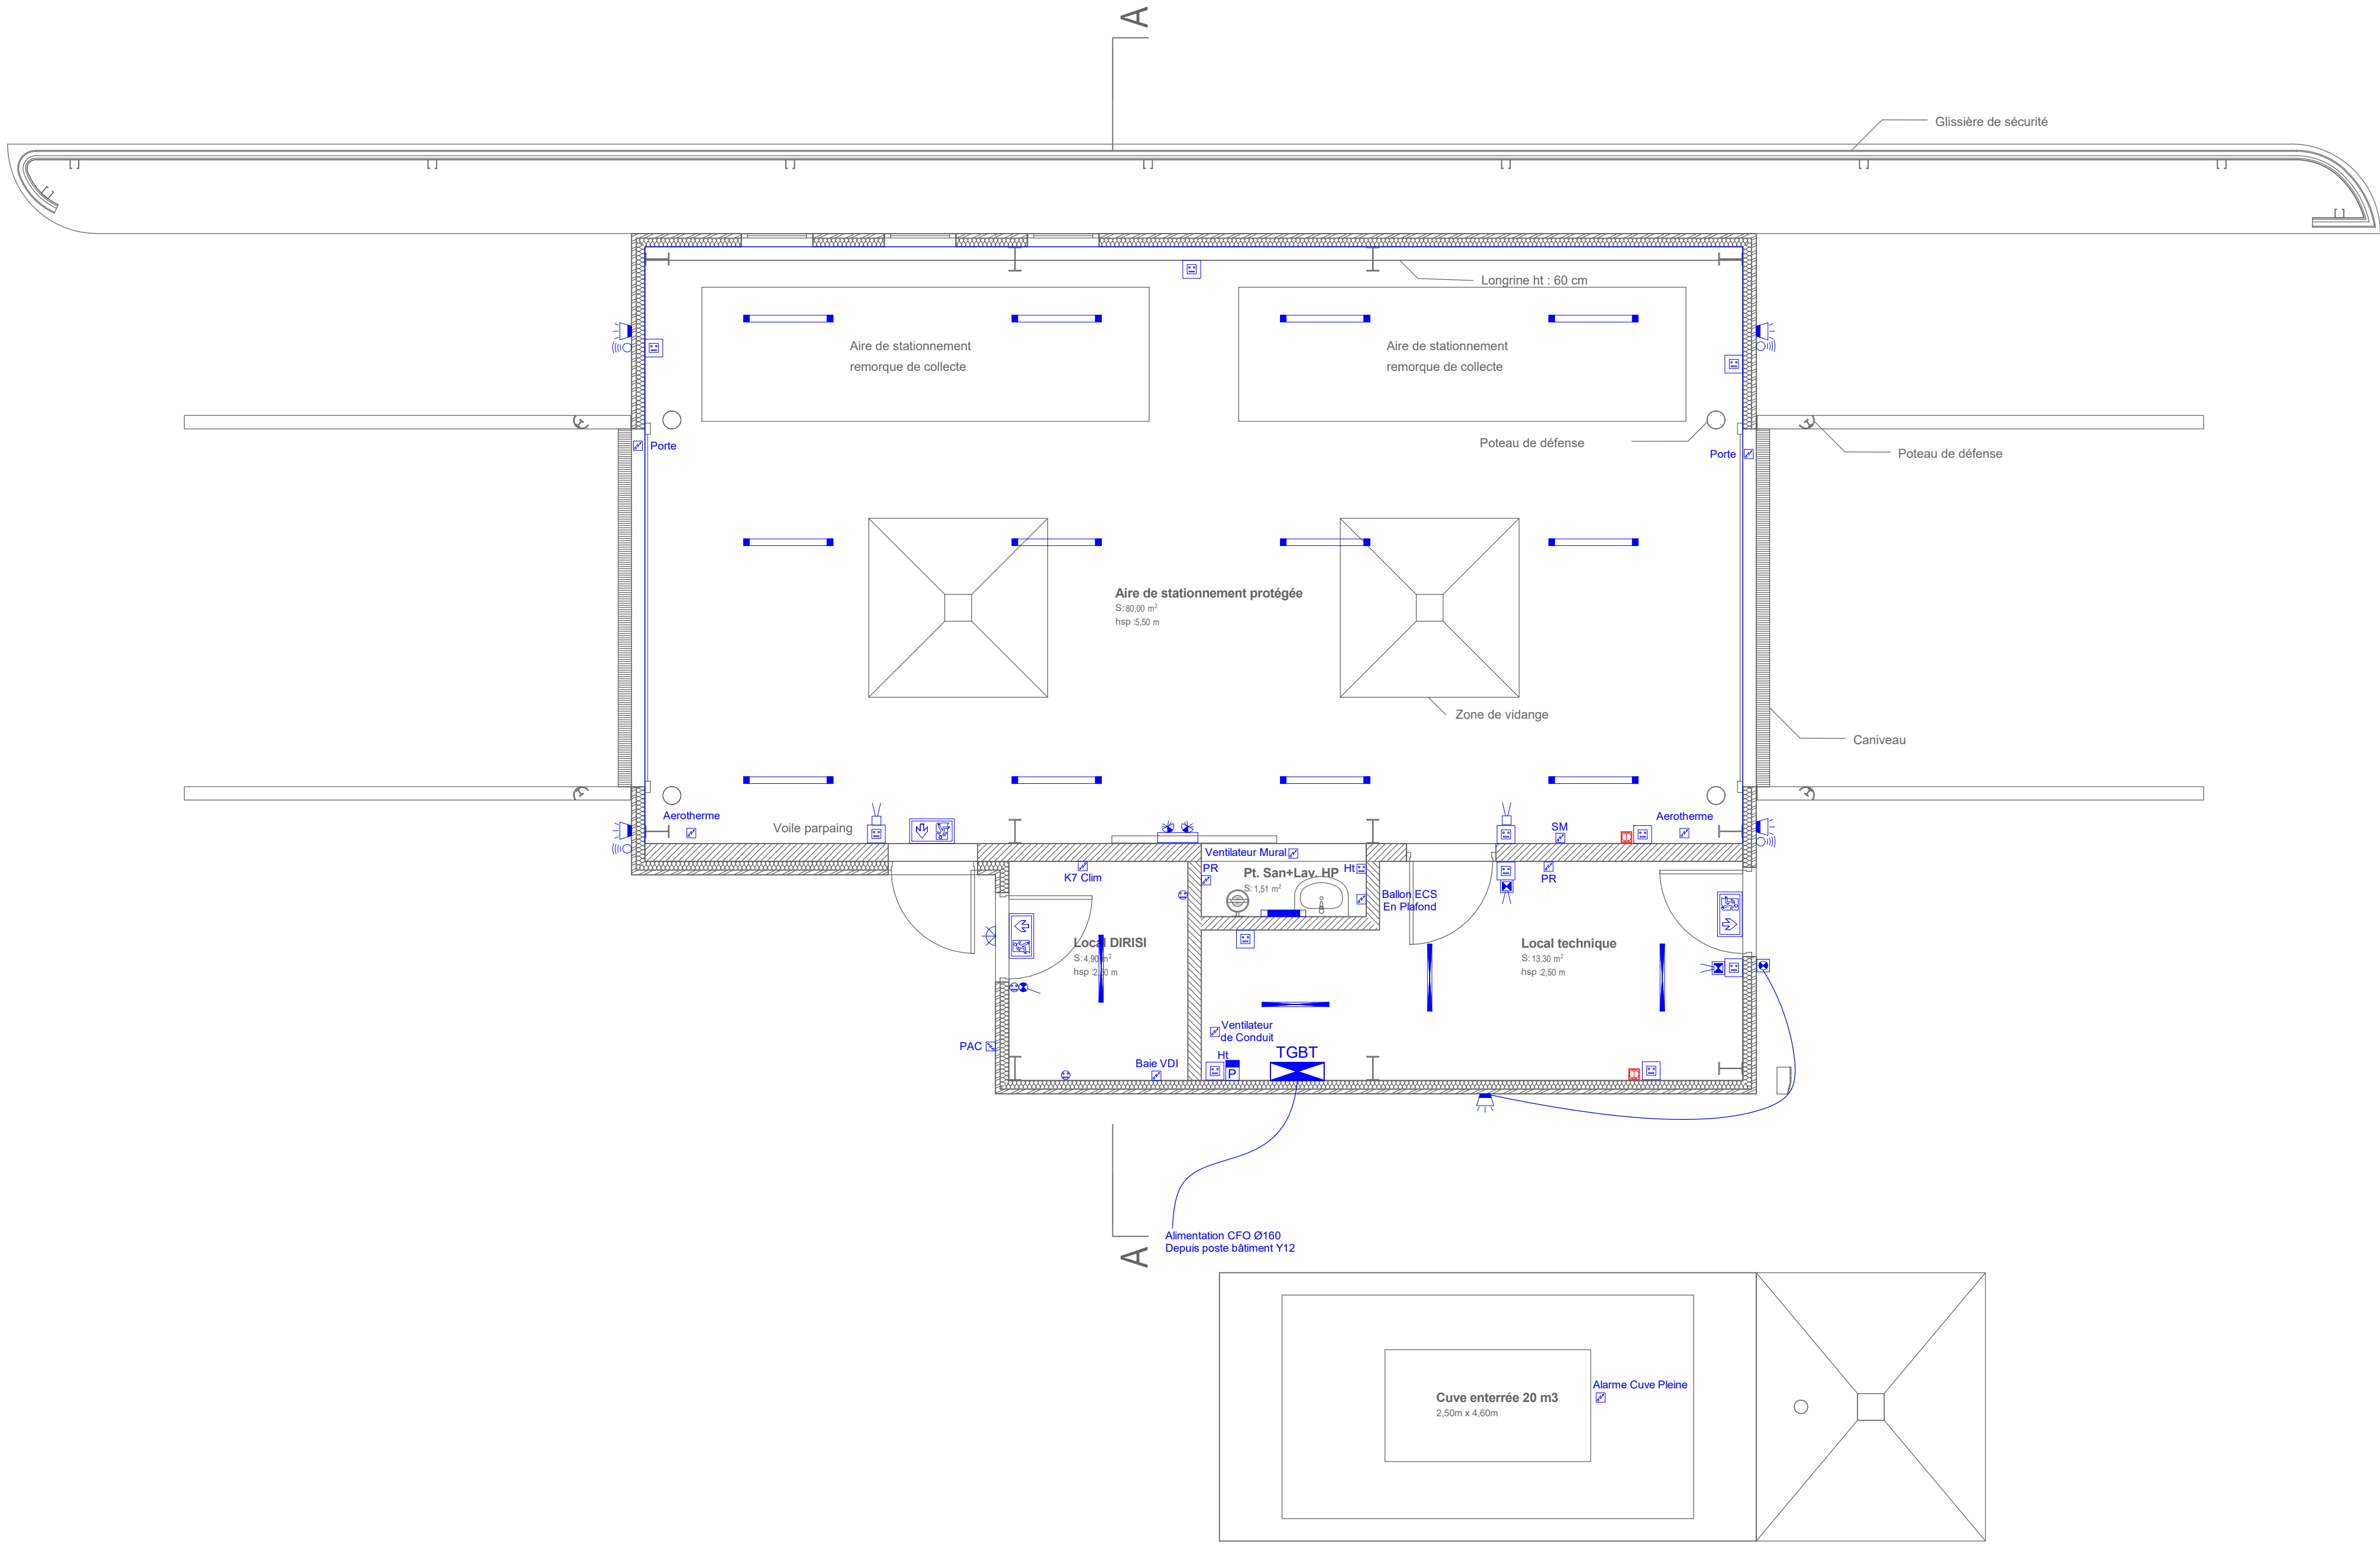 A
Glissière de sécurité
Longrine ht : 60 cm
Aire de stationnement
remorque de collecte
Aire de stationnement
remorque de collecte
Poteau de défense
Porte
Porte
Poteau de défense
Aire de stationnement protégée
S: 80,00 m²
hsp :5,50 m
Zone de vidange
Caniveau
Aerotherme
Voile parpaing
SM
Aerotherme
Ventilateur Mural
K7 Clim
PR
Pt. San+Lav. HP
S: 1,51 m²
Ht
PR
Ballon ECS
En Plafond
Local DIRISI
S: 4,90 m²
hsp :2,50 m
Local technique
S: 13,30 m²
hsp :2,50 m
Ventilateur
de Conduit
PAC
Baie VDI
Ht
P
TGBT
Alimentation CFO Ø160
Depuis poste bâtiment Y12
A
Cuve enterrée 20 m3
2,50m x 4,60m
Alarme Cuve Pleine